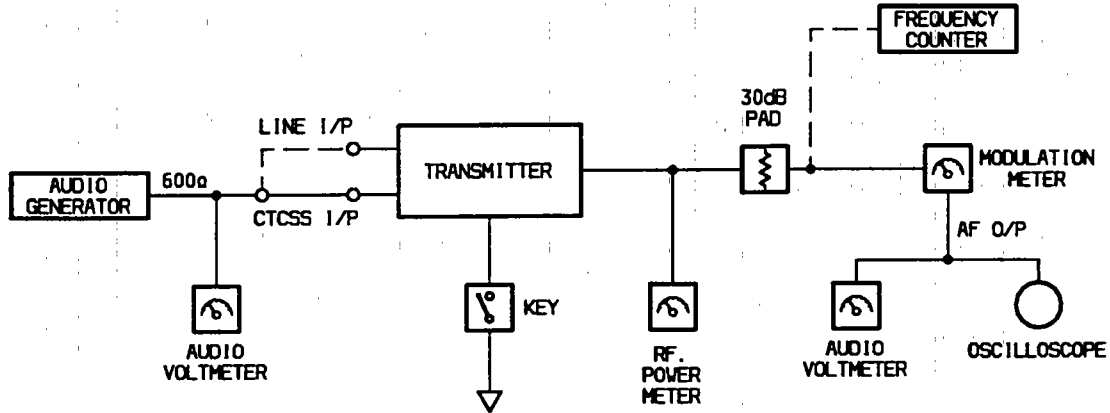 FREQUENCY
COUNTER
30dB
PAD
LINE I/P
TRANSMITTER
MODULATION
METER
AUDIO
GENERATOR
600Ω
CTCSS I/P
AF O/P
KEY
AUDIO
VOLTMETER
RF.
POWER
METER
AUDIO
VOLTMETER
OSCILLOSCOPE